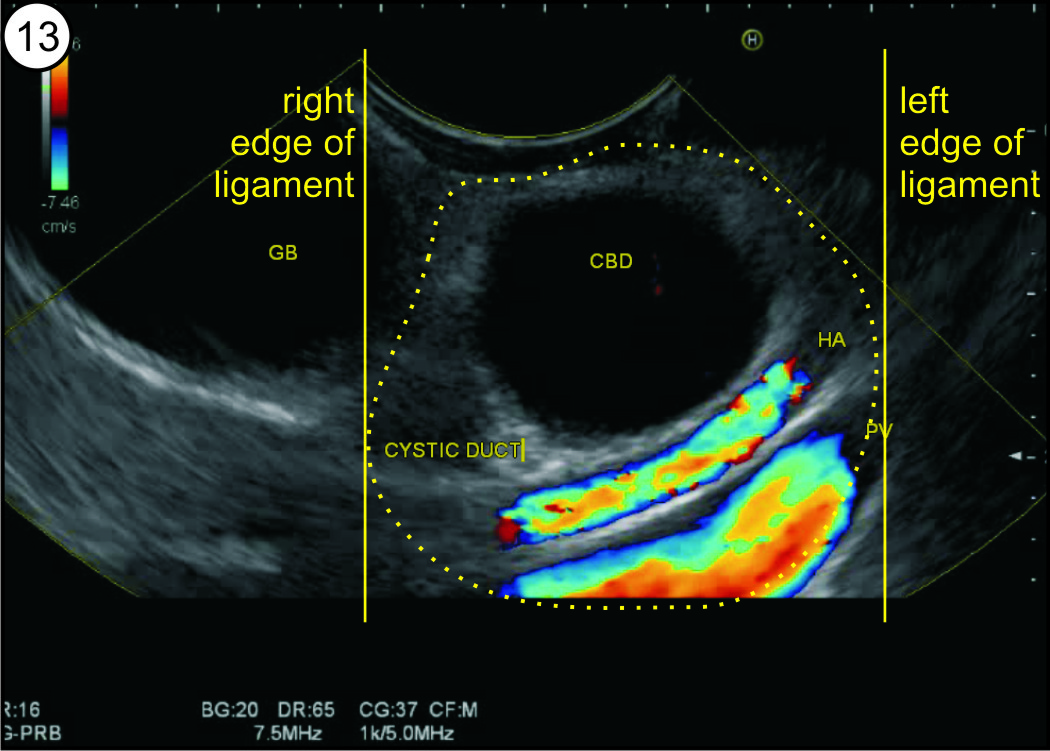 13
6
-7.46
cm/s
H
right
edge of
ligament
left
edge of
ligament
GB
CBD
HA
PV
CYSTIC DUCT
R:16 BG:20 DR:65 CG:37 CF:M
G-PRB 7.5MHz 1k/5.0MHz